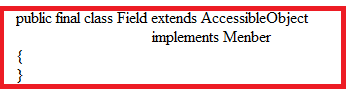 public final class Field extends AccessibleObject
implements Menber
{
}